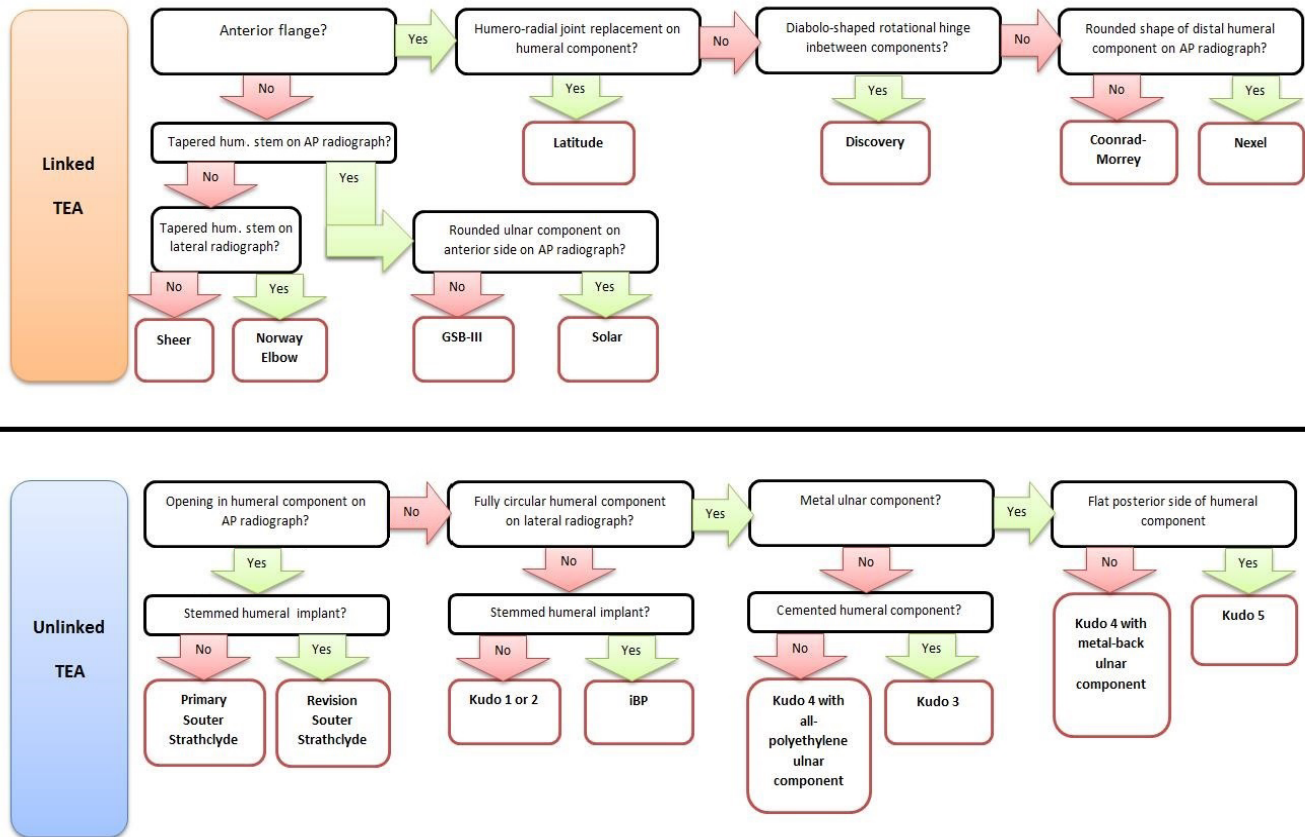 Linked
TEA
Anterior flange?
Yes
Humero-radial joint replacement on
humeral component?
No
Diabolo-shaped rotational hinge
inbetween components?
No
Rounded shape of distal humeral
component on AP radiograph?
No
Yes
Yes
No
Yes
Tapered hum. stem on AP radiograph?
Latitude
Discovery
Coonrad-
Morrey
Nexel
No
Yes
Tapered hum. stem on
lateral radiograph?
Rounded ulnar component on
anterior side on AP radiograph?
No
Yes
No
Yes
Sheer
Norway
Elbow
GSB-III
Solar
Unlinked
TEA
Opening in humeral component on
AP radiograph?
No
Fully circular humeral component
on lateral radiograph?
Yes
Metal ulnar component?
Yes
Flat posterior side of humeral
component
Yes
No
No
No
Yes
Stemmed humeral implant?
Stemmed humeral implant?
Cemented humeral component?
Kudo 4 with
metal-back
ulnar
component
Kudo 5
No
Yes
No
Yes
No
Yes
Primary
Souter
Strathclyde
Revision
Souter
Strathclyde
Kudo 1 or 2
iBP
Kudo 4 with
all-
polyethylene
ulnar
component
Kudo 3